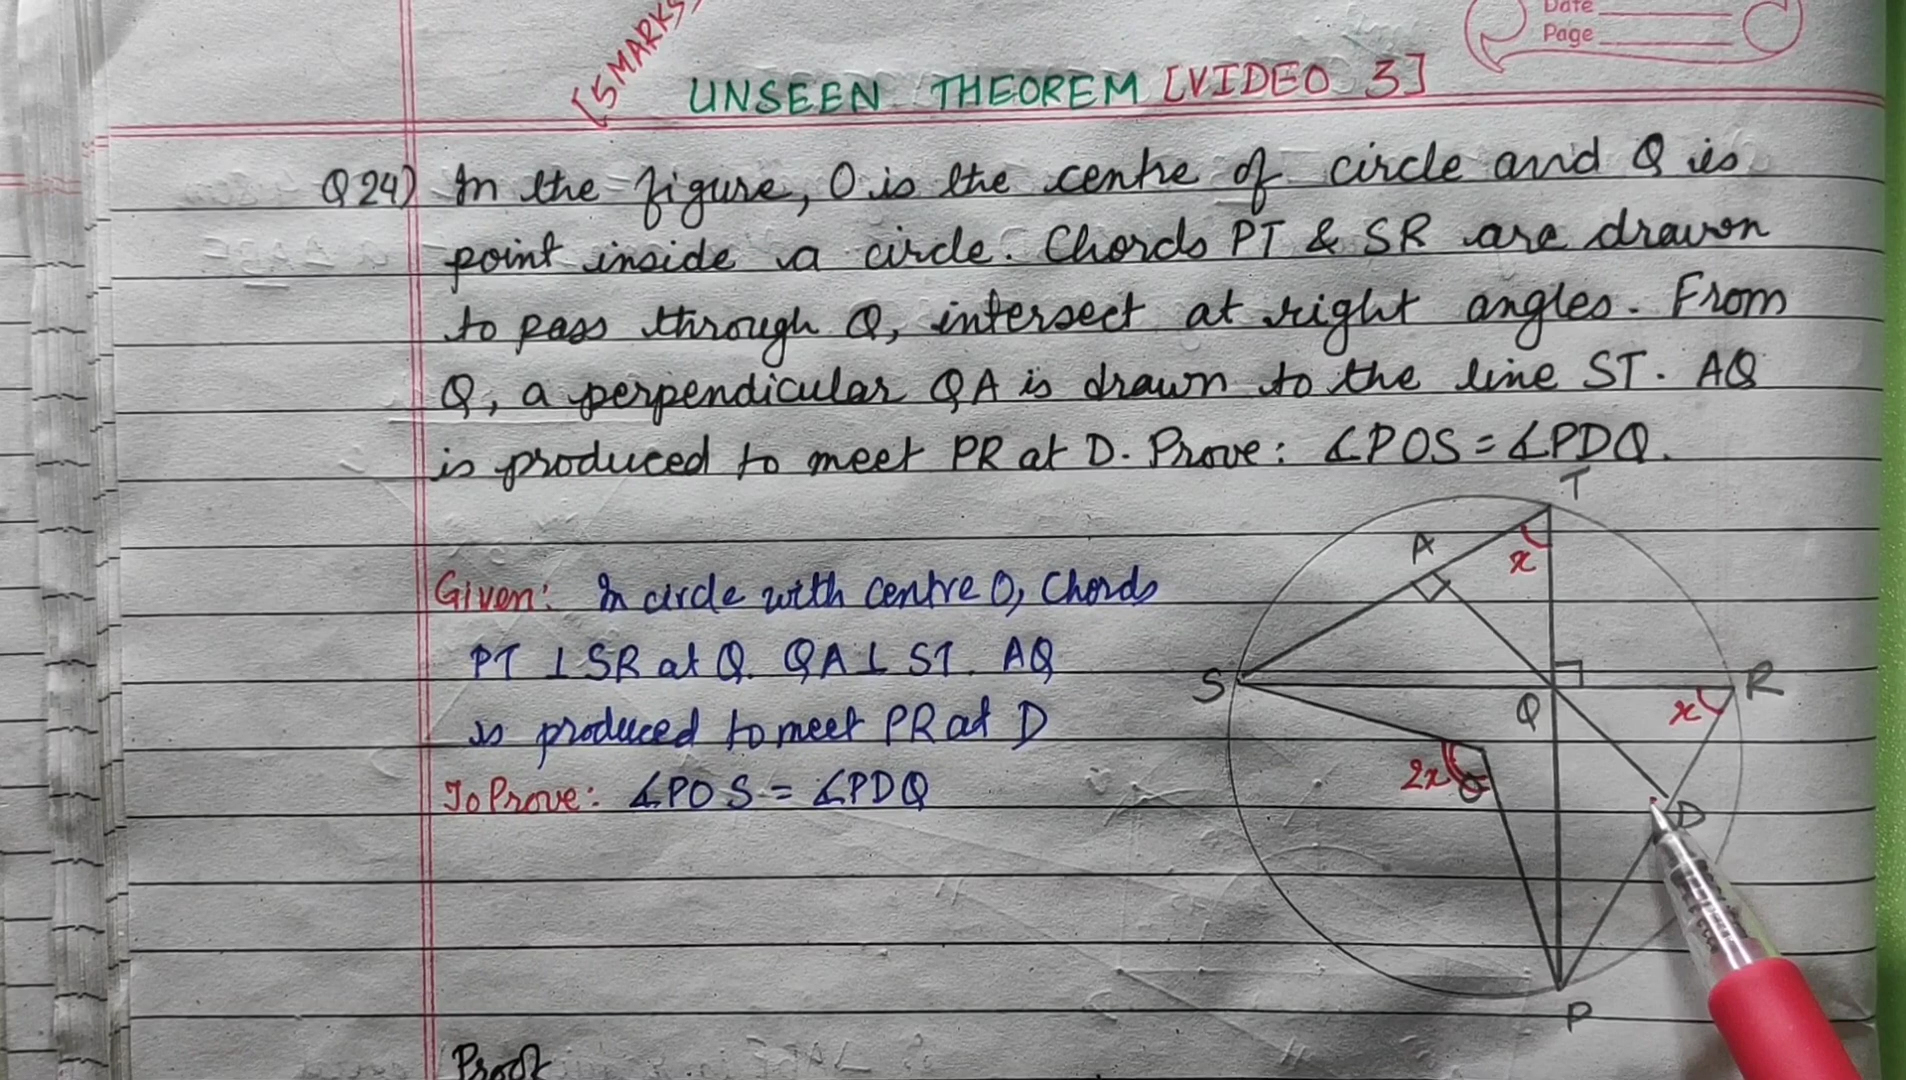 Date
Page
[5 MARKS]
UNSEEN THEOREM [VIDEO 3]
Q24) In the figure, O is the centre of circle and Q is
point inside a circle. Chords PT & SR are drawn
to pass through Q, intersect at right angles. From
Q, a perpendicular QA is drawn to the line ST. AQ
is produced to meet PR at D. Prove: ∡POS = ∡PDQ.
Given: In circle with centre O, Chords
PT ⊥ SR at Q. QA ⊥ ST. AQ
is produced to meet PR at D
To Prove: ∡POS = ∡PDQ
T
A
x
S
R
Q
x
2x
O
D
P
Proof